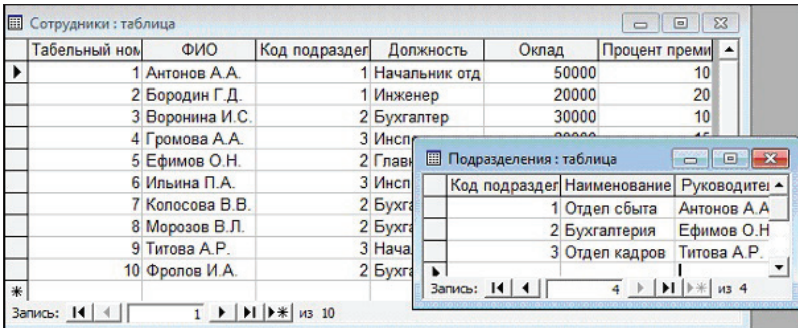 Сотрудники : таблица
Табельный ном ФИО Код подраздел Должность Оклад Процент преми
1 Антонов А.А. 1 Начальник отд 50000 10
2 Бородин Г.Д. 1 Инженер 20000 20
3 Воронина И.С. 2 Бухгалтер 30000 10
4 Громова А.А. 3
5 Ефимов О.Н. 2 Главн
6 Ильина П.А. 3 Инсп
7 Колосова В.В. 2 Бухга
8 Морозов В.Л. 2 Бухга
9 Титова А.Р. 3 Нача
10 Фролов И.А. 2 Бухга
Запись: 1 из 10
Подразделения : таблица
Код подраздел Наименование Руководител
1 Отдел сбыта Антонов А.А
2 Бухгалтерия Ефимов О.Н
3 Отдел кадров Титова А.Р.
Запись: 4 из 4